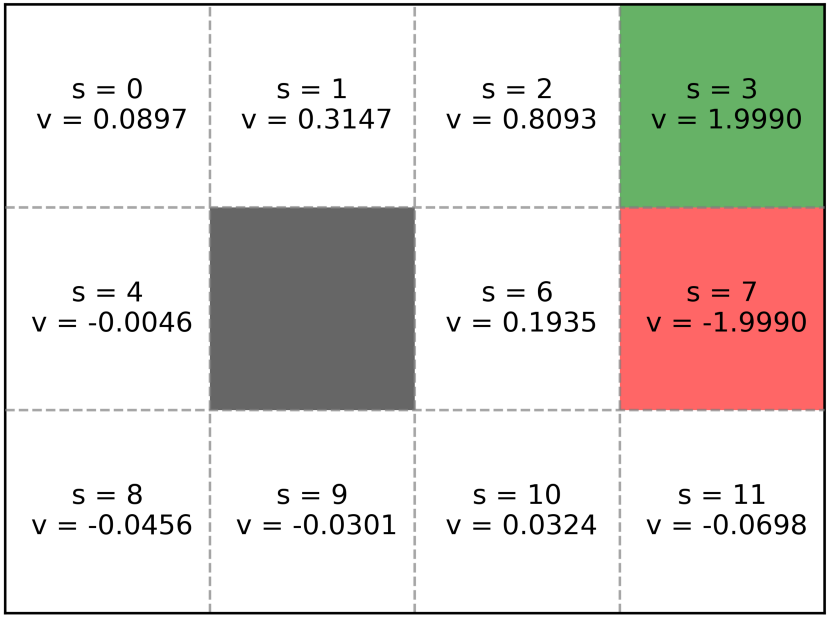 s = 0
v = 0.0897
s = 1
v = 0.3147
s = 2
v = 0.8093
s = 3
v = 1.9990
s = 4
v = -0.0046
s = 6
v = 0.1935
s = 7
v = -1.9990
s = 8
v = -0.0456
s = 9
v = -0.0301
s = 10
v = 0.0324
s = 11
v = -0.0698